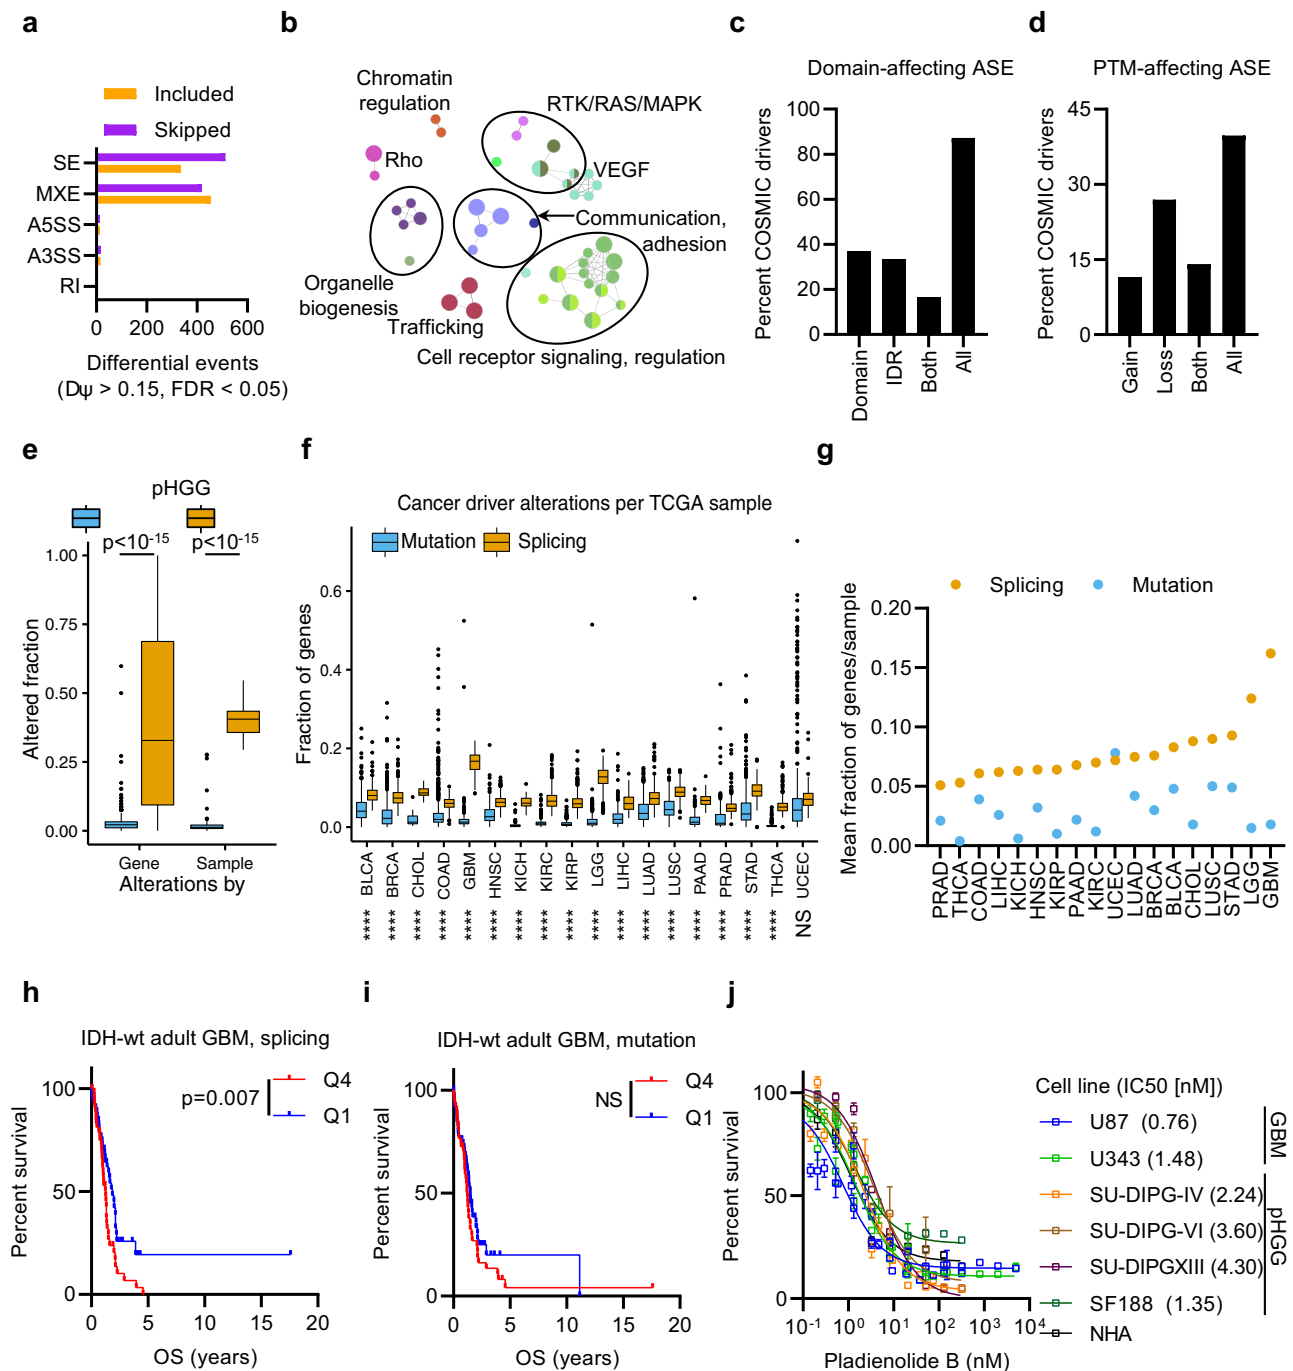 a
Included
Skipped
SE
MXE
A5SS
A3SS
RI
0 200 400 600
Differential events
(Dψ > 0.15, FDR < 0.05)
b
Chromatin
regulation
RTK/RAS/MAPK
Rho
VEGF
Communication,
adhesion
Organelle
biogenesis
Trafficking
Cell receptor signaling, regulation
c
Domain-affecting ASE
Percent COSMIC drivers
100
80
60
40
20
0
Domain
IDR
Both
All
d
PTM-affecting ASE
Percent COSMIC drivers
45
30
15
0
Gain
Loss
Both
All
e
pHGG
p<10-15 p<10-15
Altered fraction
1.00
0.75
0.50
0.25
0.00
Gene Sample
Alterations by
f
Cancer driver alterations per TCGA sample
Mutation Splicing
Fraction of genes
0.6
0.4
0.2
0.0
**** BLCA
**** BRCA
**** CHOL
**** COAD
**** GBM
**** HNSC
**** KICH
**** KIRC
**** KIRP
**** LGG
**** LIHC
**** LUAD
**** LUSC
**** PAAD
**** PRAD
**** STAD
**** THCA
NS UCEC
g
Splicing Mutation
Mean fraction of genes/sample
0.20
0.15
0.10
0.05
0.00
PRAD
THCA
COAD
LIHC
KICH
HNSC
KIRP
PAAD
KIRC
UCEC
LUAD
BRCA
BLCA
CHOL
LUSC
STAD
LGG
GBM
h
IDH-wt adult GBM, splicing
p=0.007
Q4
Q1
Percent survival
100
50
0
0 5 10 15 20
OS (years)
i
IDH-wt adult GBM, mutation
NS
Q4
Q1
Percent survival
100
50
0
0 5 10 15 20
OS (years)
j
Percent survival
100
50
0
10-1 100 101 102 103 104
Pladienolide B (nM)
Cell line (IC50 [nM])
U87 (0.76)
U343 (1.48)
SU-DIPG-IV (2.24)
SU-DIPG-VI (3.60)
SU-DIPGXIII (4.30)
SF188 (1.35)
NHA
GBM
pHGG